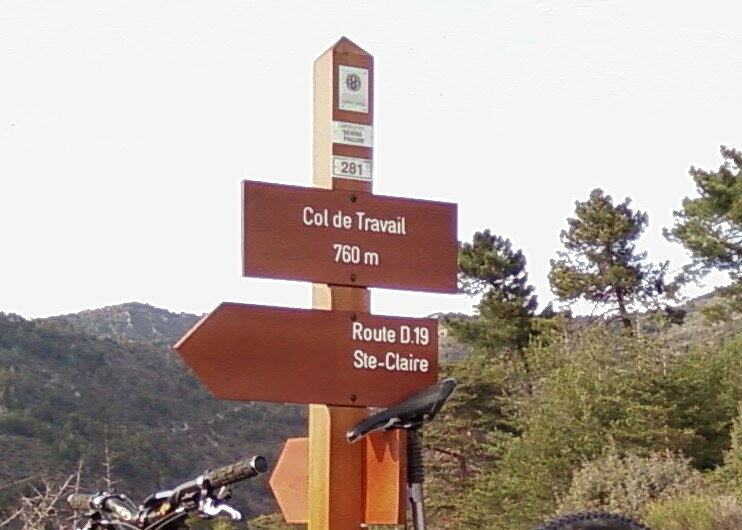 281
Col de Travail
760 m
Route D.19
Ste-Claire